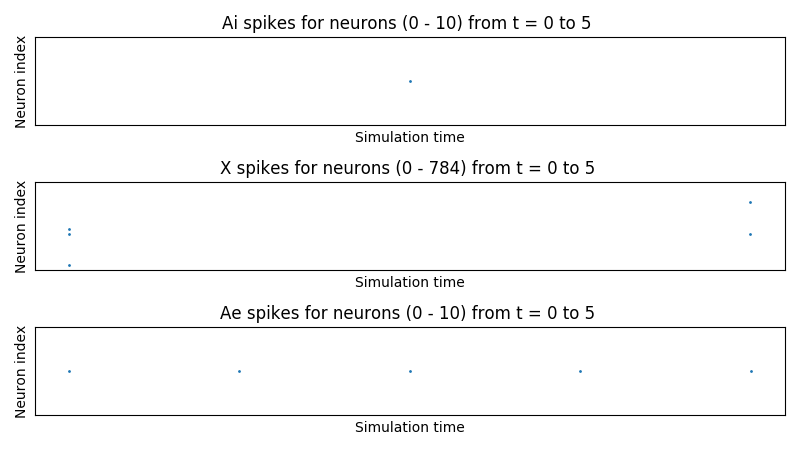 Ai spikes for neurons (0 - 10) from t = 0 to 5
Neuron index
Simulation time
X spikes for neurons (0 - 784) from t = 0 to 5
Neuron index
Simulation time
Ae spikes for neurons (0 - 10) from t = 0 to 5
Neuron index
Simulation time